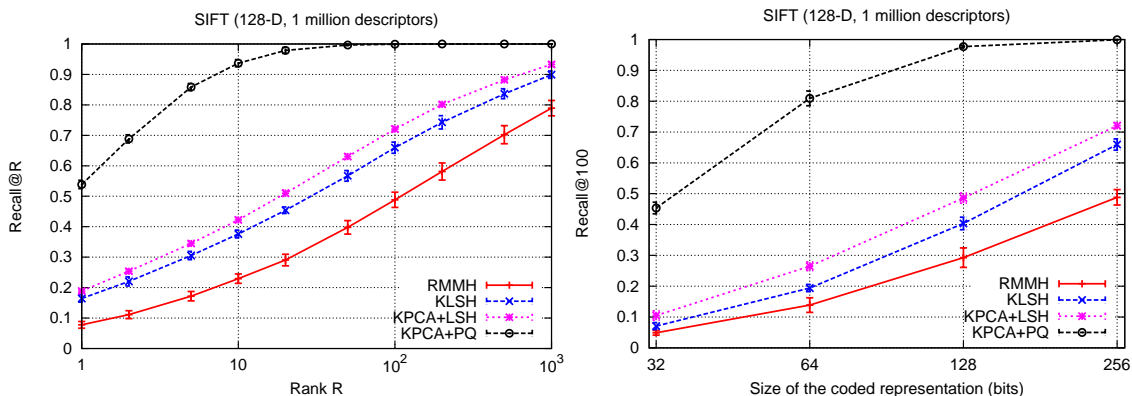 SIFT (128-D, 1 million descriptors)
1
0.9
0.8
0.7
0.6
0.5
0.4
0.3
0.2
0.1
0
Recall@R
RMMH
KLSH
KPCA+LSH
KPCA+PQ
1 10 10² 10³
Rank R
SIFT (128-D, 1 million descriptors)
1
0.9
0.8
0.7
0.6
0.5
0.4
0.3
0.2
0.1
0
Recall@100
RMMH
KLSH
KPCA+LSH
KPCA+PQ
32 64 128 256
Size of the coded representation (bits)